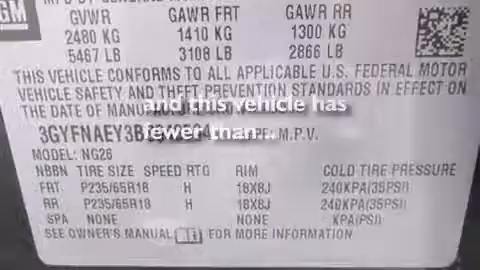 GM
GVWR GAWR FRT GAWR RR
2480 KG 1410 KG 1300 KG
5467 LB 3108 LB 2866 LB
THIS VEHICLE CONFORMS TO ALL APPLICABLE U.S. FEDERAL MOTOR
VEHICLE SAFETY AND THEFT PREVENTION STANDARDS IN EFFECT ON
THE DATE OF
and this vehicle has
fewer than...
3GYFNAEY3B TYPE: M.P.V.
MODEL: NG26
NBBN TIRE SIZE SPEED RTG RIM COLD TIRE PRESSURE
FRT P235/65R18 H 18X8J 240KPA(35PSI)
RR P235/65R18 H 18X8J 240KPA(35PSI)
SPA NONE NONE KPA(PSI)
SEE OWNER'S MANUAL FOR MORE INFORMATION